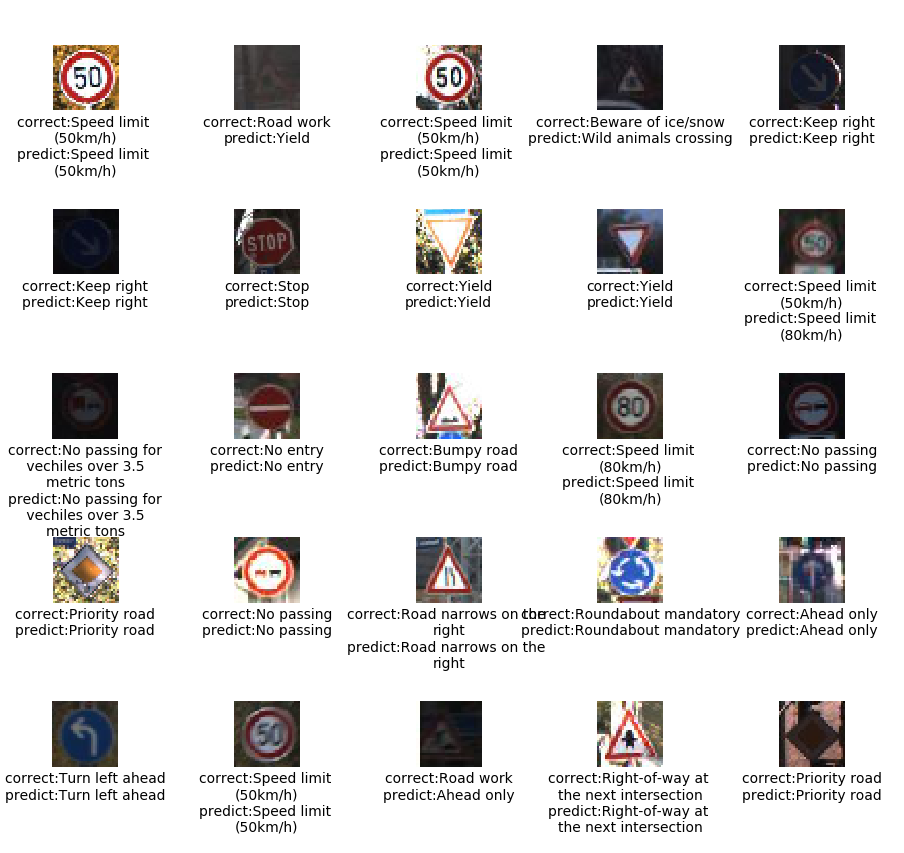 50
50
correct:Speed limit
(50km/h)
predict:Speed limit
(50km/h)
correct:Road work
predict:Yield
correct:Speed limit
(50km/h)
predict:Speed limit
(50km/h)
correct:Beware of ice/snow
predict:Wild animals crossing
correct:Keep right
predict:Keep right
STOP
50
correct:Keep right
predict:Keep right
correct:Stop
predict:Stop
correct:Yield
predict:Yield
correct:Yield
predict:Yield
correct:Speed limit
(50km/h)
predict:Speed limit
(80km/h)
80
correct:No passing for
vechiles over 3.5
metric tons
predict:No passing for
vechiles over 3.5
metric tons
correct:No entry
predict:No entry
correct:Bumpy road
predict:Bumpy road
correct:Speed limit
(80km/h)
predict:Speed limit
(80km/h)
correct:No passing
predict:No passing
correct:Priority road
predict:Priority road
correct:No passing
predict:No passing
correct:Road narrows on the
right
predict:Road narrows on the
right
correct:Roundabout mandatory
predict:Roundabout mandatory
correct:Ahead only
predict:Ahead only
50
correct:Turn left ahead
predict:Turn left ahead
correct:Speed limit
(50km/h)
predict:Speed limit
(50km/h)
correct:Road work
predict:Ahead only
correct:Right-of-way at
the next intersection
predict:Right-of-way at
the next intersection
correct:Priority road
predict:Priority road